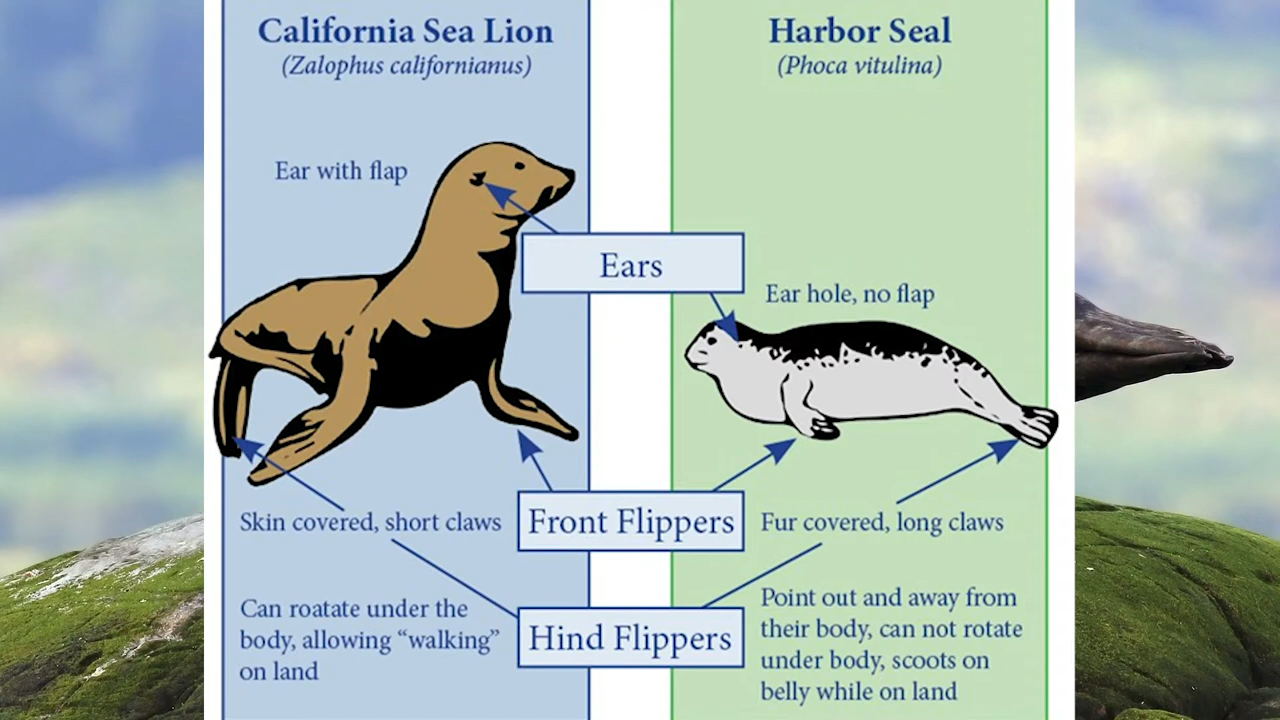 California Sea Lion
(Zalophus californianus)
Harbor Seal
(Phoca vitulina)
Ear with flap
Ears
Ear hole, no flap
Skin covered, short claws
Front Flippers
Fur covered, long claws
Can roatate under the
body, allowing “walking”
on land
Hind Flippers
Point out and away from
their body, can not rotate
under body, scoots on
belly while on land